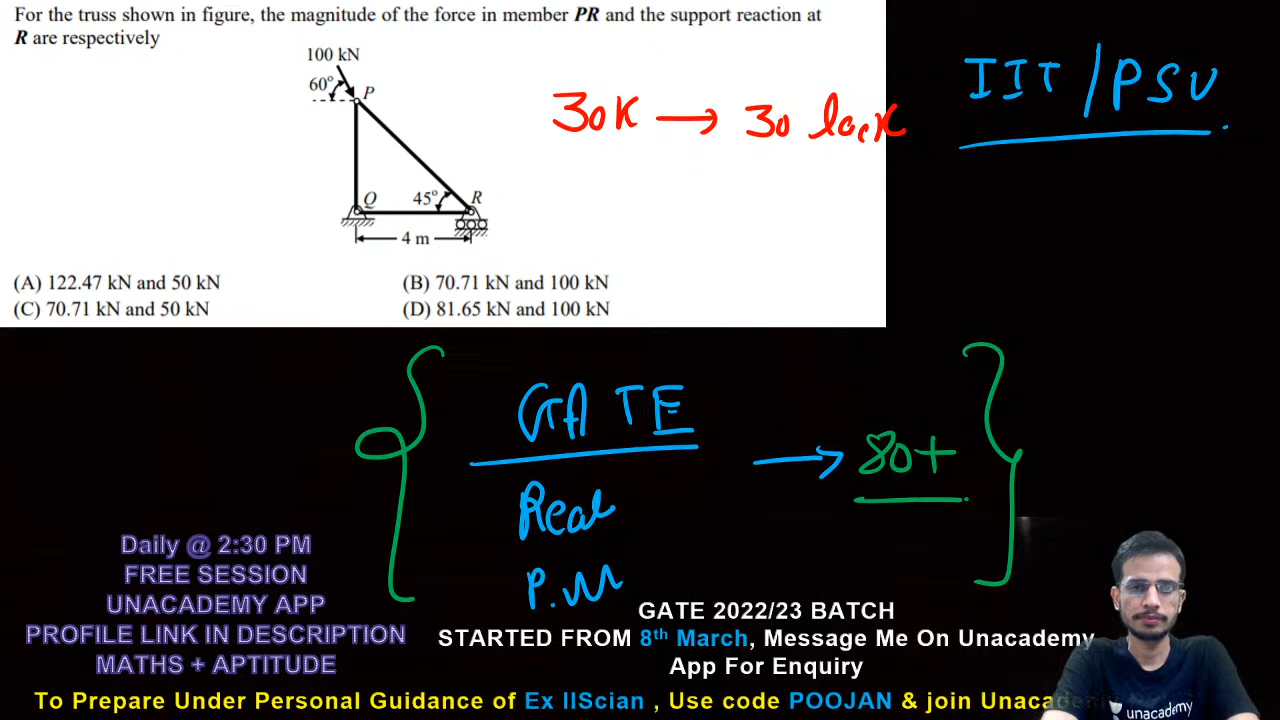 For the truss shown in figure, the magnitude of the force in member PR and the support reaction at
R are respectively
100 kN
60°
P
Q
45°
R
4 m
(A) 122.47 kN and 50 kN
(B) 70.71 kN and 100 kN
(C) 70.71 kN and 50 kN
(D) 81.65 kN and 100 kN
30K → 30 lack
IIT / PSU
GATE → 80+
Real
P.M
Daily @ 2:30 PM
FREE SESSION
UNACADEMY APP
PROFILE LINK IN DESCRIPTION
MATHS + APTITUDE
GATE 2022/23 BATCH
STARTED FROM 8th March, Message Me On Unacademy
App For Enquiry
To Prepare Under Personal Guidance of Ex IIScian , Use code POOJAN & join Unacad
unacademy